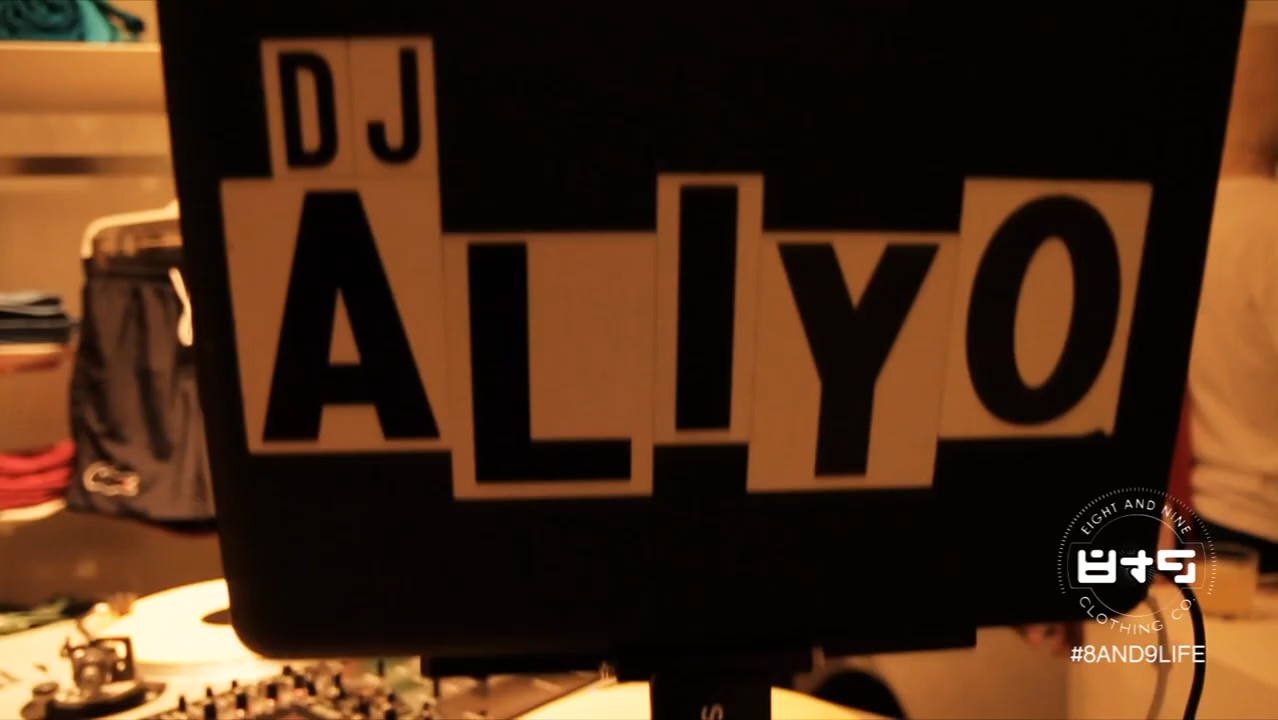 DJ
ALIYO
EIGHT AND NINE
8+9
CLOTHING CO.
#8AND9LIFE